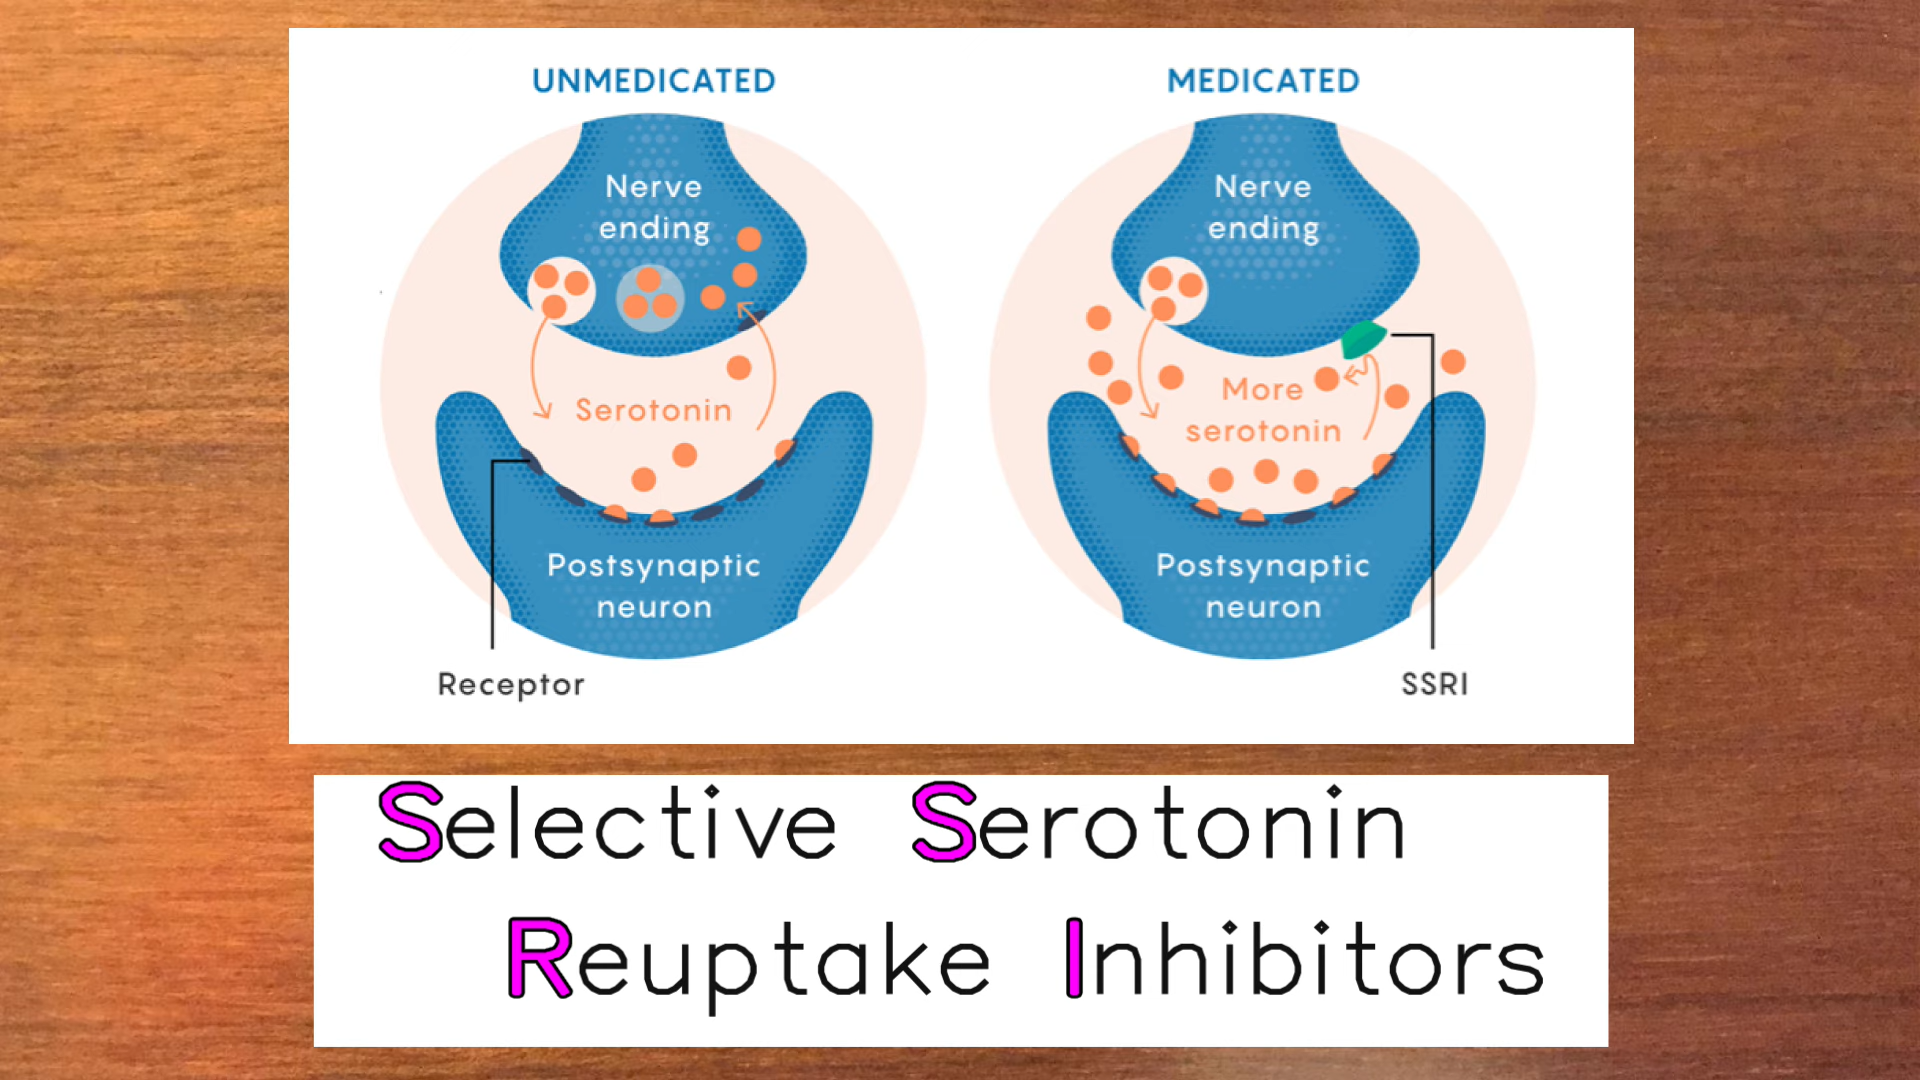 UNMEDICATED
Nerve
ending
Serotonin
Postsynaptic
neuron
Receptor
MEDICATED
Nerve
ending
More
serotonin
Postsynaptic
neuron
SSRI
Selective Serotonin
Reuptake Inhibitors